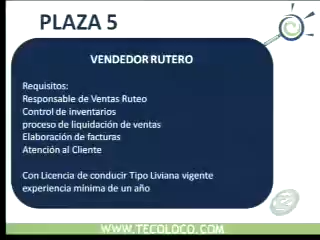 PLAZA 5
VENDEDOR RUTERO
Requisitos:
Responsable de Ventas Ruteo
Control de inventarios
proceso de liquidación de ventas
Elaboración de facturas
Atención al Cliente
Con Licencia de conducir Tipo Liviana vigente
experiencia mínima de un año
WWW.TECOLOCO.COM